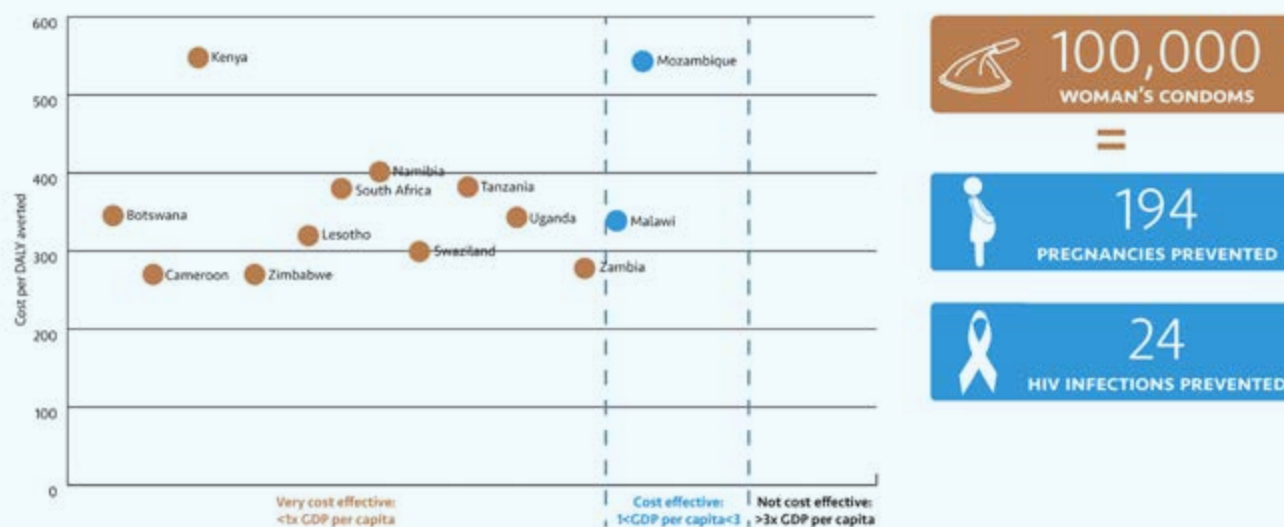 600
500
400
300
200
100
0
Cost per DALY averted
Kenya
Mozambique
Namibia
South Africa
Tanzania
Botswana
Uganda
Malawi
Lesotho
Swaziland
Cameroon
Zimbabwe
Zambia
Very cost effective:
<1x GDP per capita
Cost effective:
1<GDP per capita<3
Not cost effective:
>3x GDP per capita
100,000
WOMAN'S CONDOMS
=
194
PREGNANCIES PREVENTED
24
HIV INFECTIONS PREVENTED